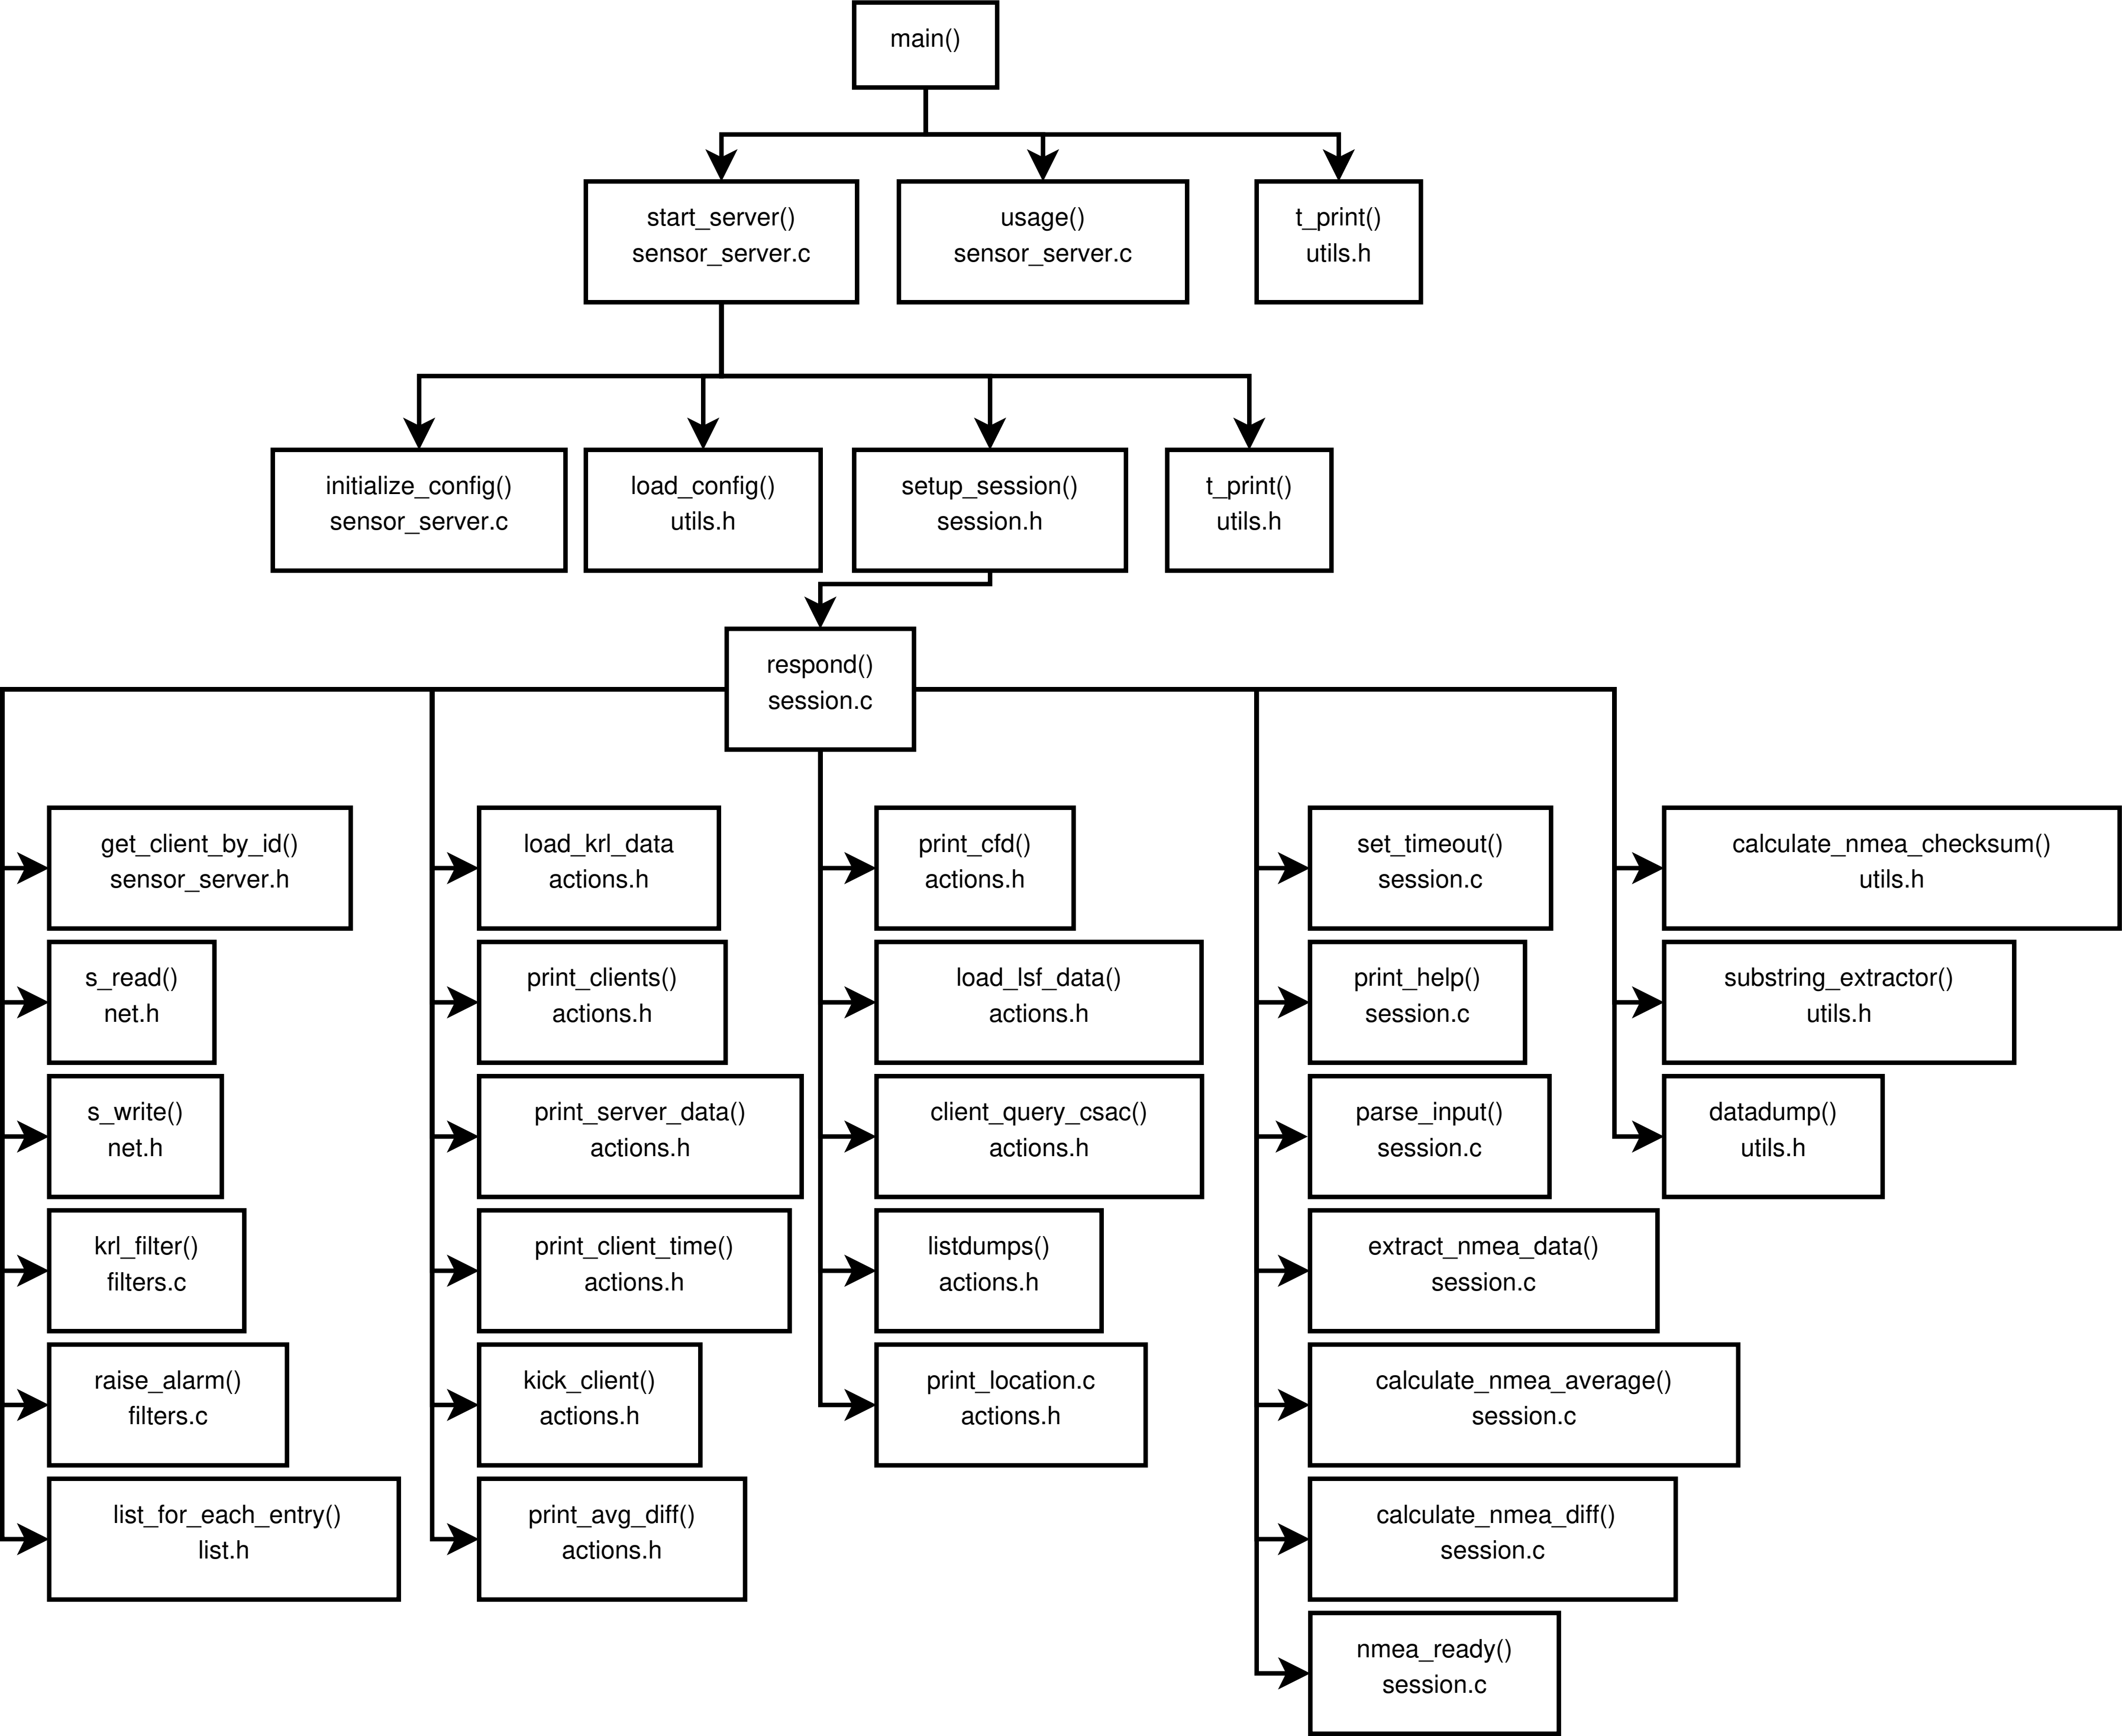 main()
start_server()
sensor_server.c
usage()
sensor_server.c
t_print()
utils.h
initialize_config()
sensor_server.c
load_config()
utils.h
setup_session()
session.h
t_print()
utils.h
respond()
session.c
get_client_by_id()
sensor_server.h
s_read()
net.h
s_write()
net.h
krl_filter()
filters.c
raise_alarm()
filters.c
list_for_each_entry()
list.h
load_krl_data
actions.h
print_clients()
actions.h
print_server_data()
actions.h
print_client_time()
actions.h
kick_client()
actions.h
print_avg_diff()
actions.h
print_cfd()
actions.h
load_lsf_data()
actions.h
client_query_csac()
actions.h
listdumps()
actions.h
print_location.c
actions.h
set_timeout()
session.c
print_help()
session.c
parse_input()
session.c
extract_nmea_data()
session.c
calculate_nmea_average()
session.c
calculate_nmea_diff()
session.c
nmea_ready()
session.c
calculate_nmea_checksum()
utils.h
substring_extractor()
utils.h
datadump()
utils.h